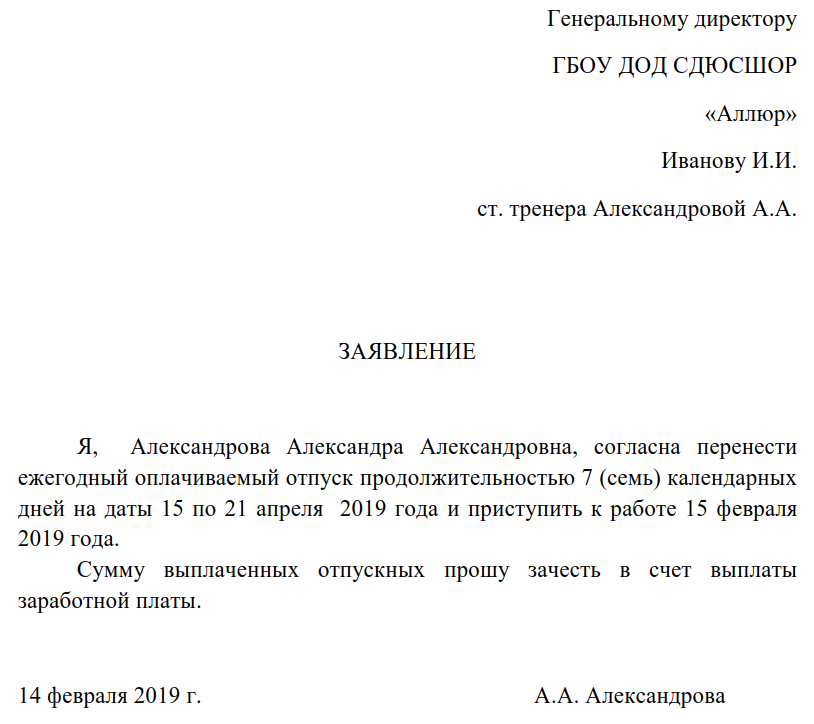 Генеральному директору
ГБОУ ДОД СДЮСШОР
«Аллюр»
Иванову И.И.
ст. тренера Александровой А.А.
ЗАЯВЛЕНИЕ
Я, Александрова Александра Александровна, согласна перенести
ежегодный оплачиваемый отпуск продолжительностью 7 (семь) календарных
дней на даты 15 по 21 апреля 2019 года и приступить к работе 15 февраля
2019 года.
Сумму выплаченных отпускных прошу зачесть в счет выплаты
заработной платы.
14 февраля 2019 г. А.А. Александрова